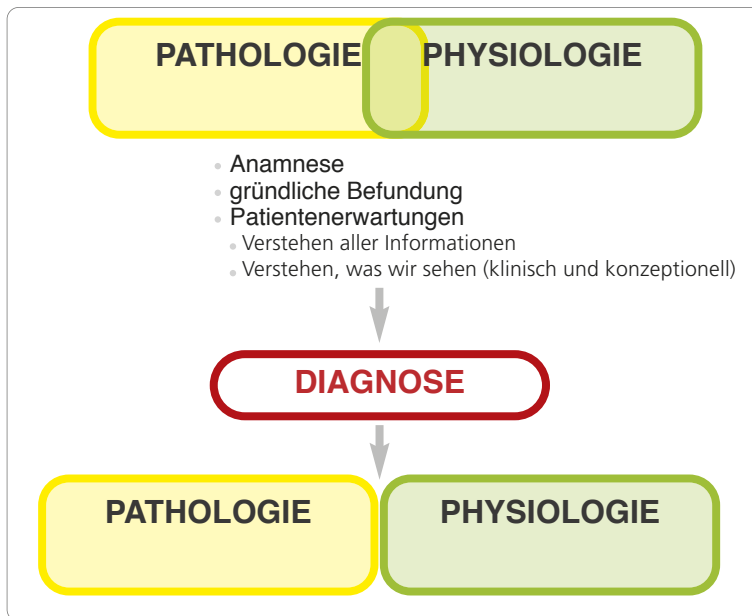 PATHOLOGIE PHYSIOLOGIE
• Anamnese
• gründliche Befundung
• Patientenerwartungen
• Verstehen aller Informationen
• Verstehen, was wir sehen (klinisch und konzeptionell)
DIAGNOSE
PATHOLOGIE PHYSIOLOGIE